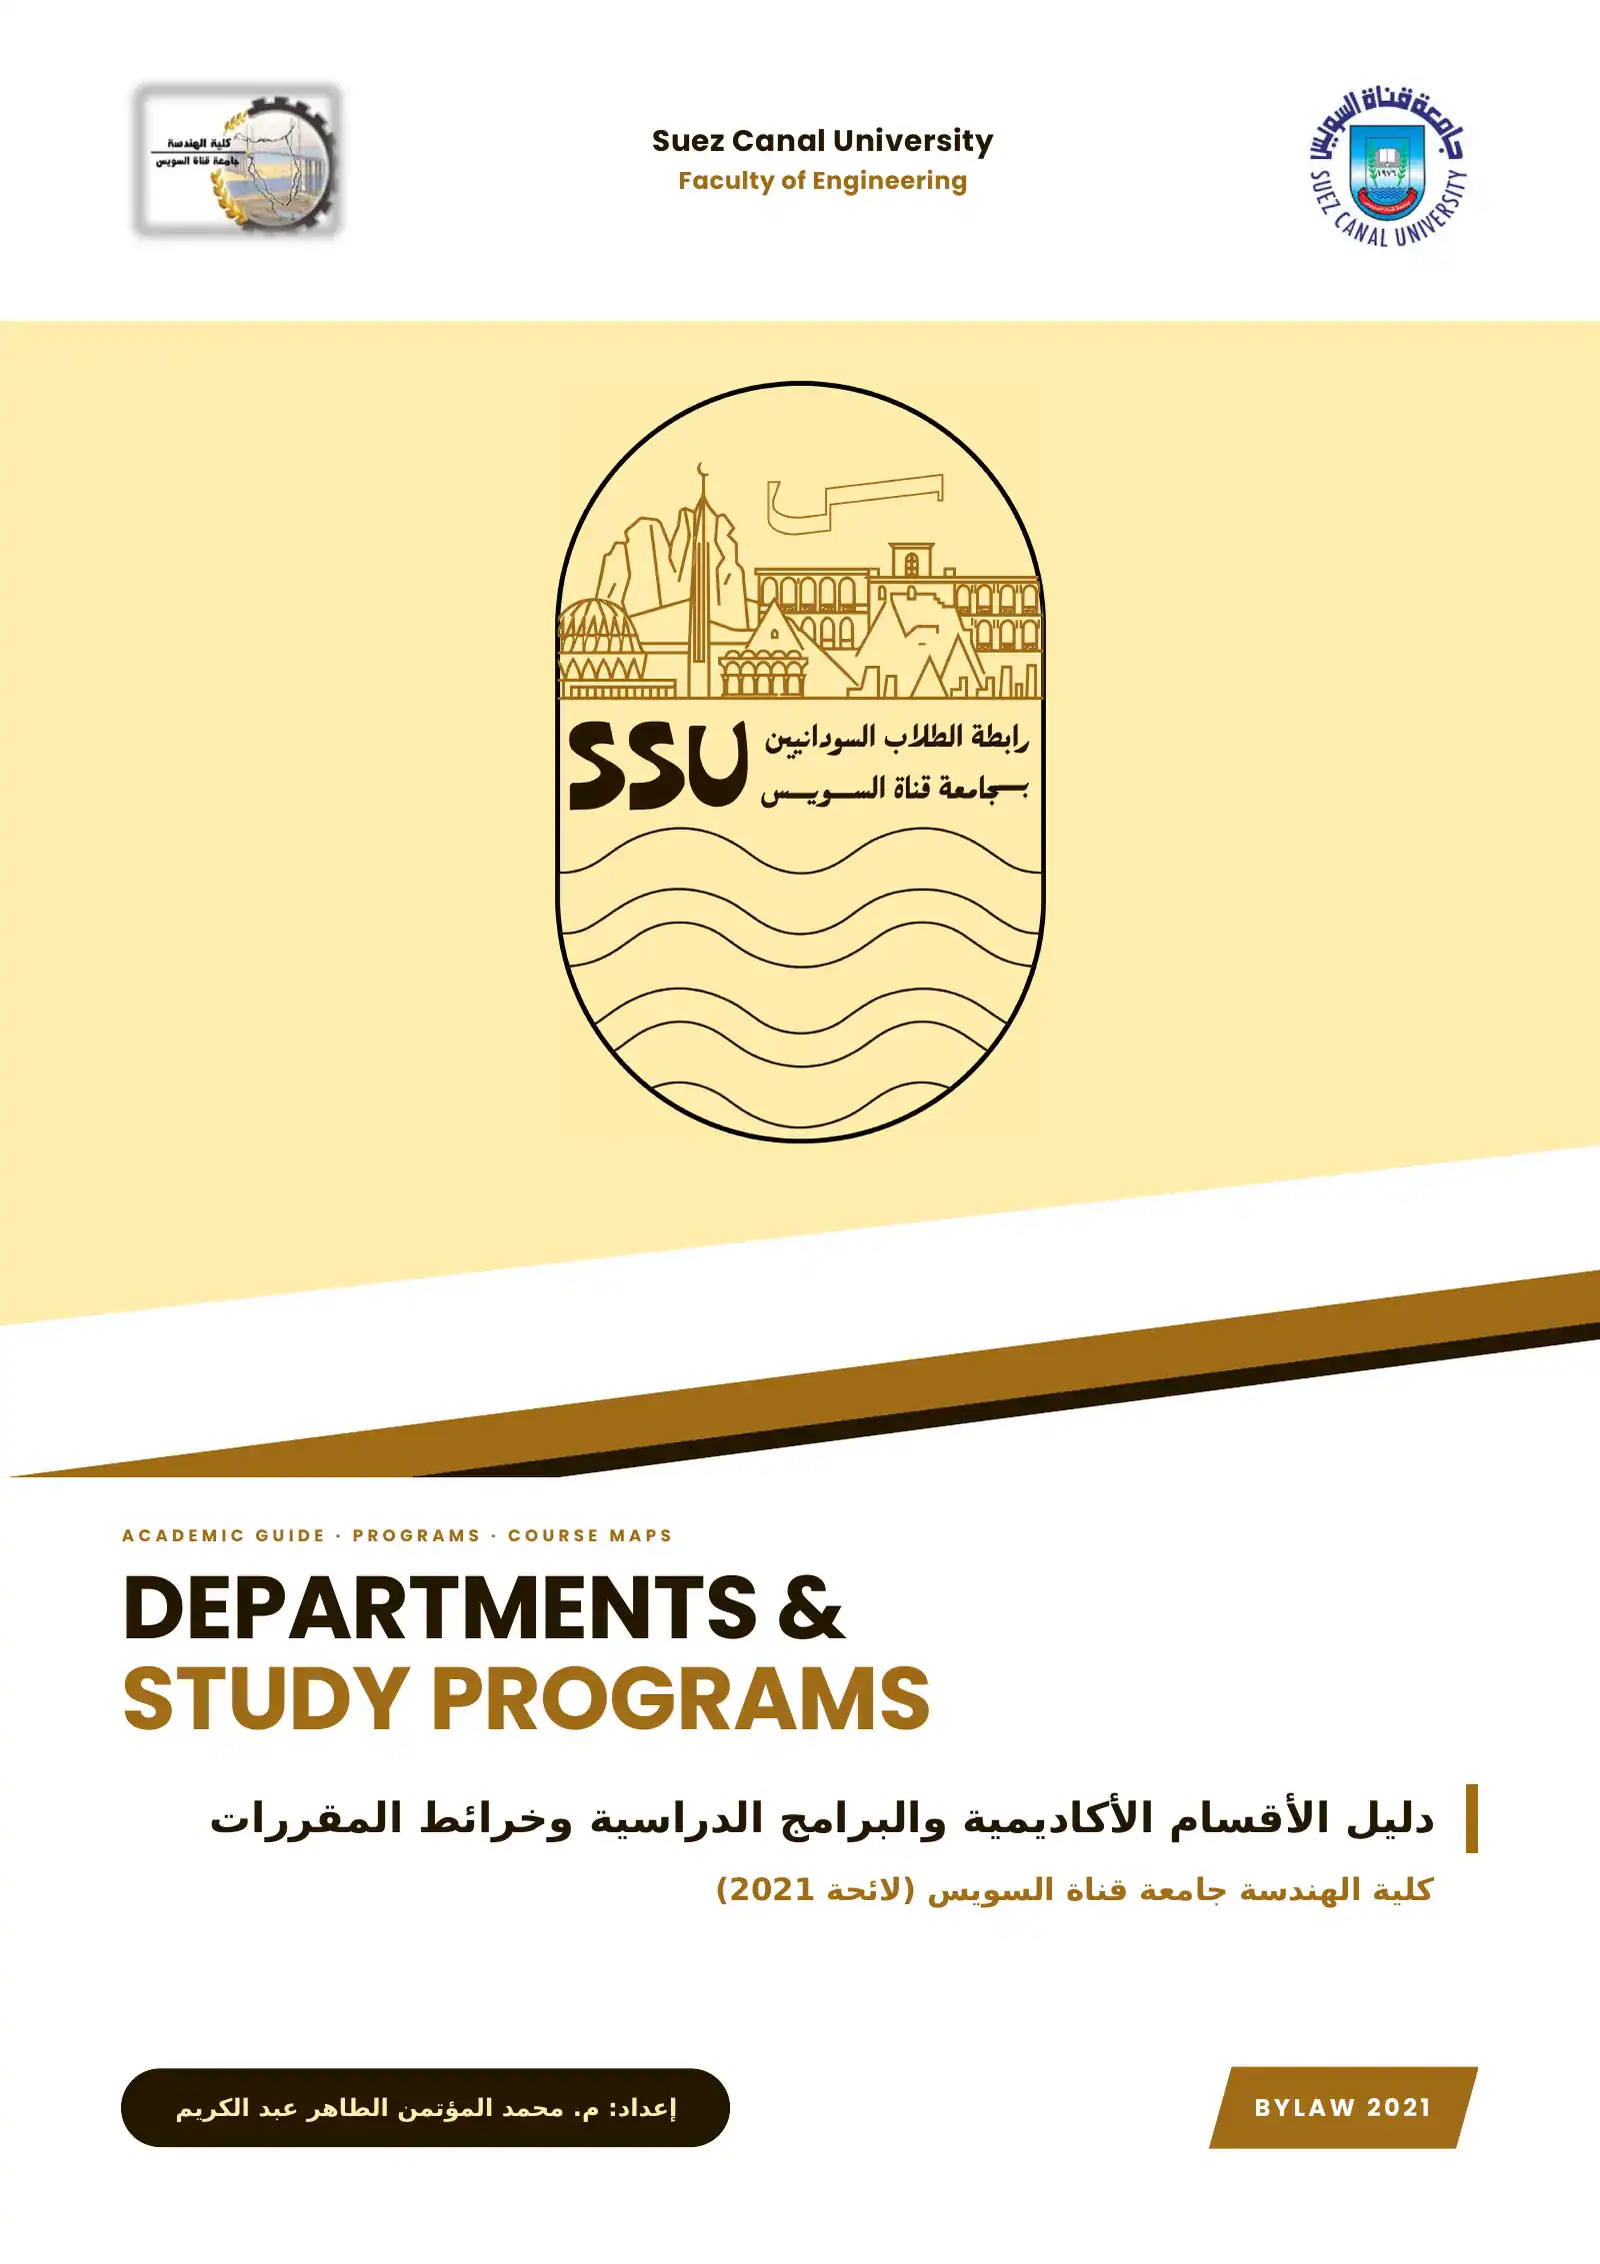 كلية الهندسة
جامعة قناة السويس
Suez Canal University
Faculty of Engineering
جامعة قناة السويس
١٩٧٦
SUEZ CANAL UNIVERSITY
SSU
رابطة الطلاب السودانيين
بجامعة قناة السويس
ACADEMIC GUIDE · PROGRAMS · COURSE MAPS
DEPARTMENTS &
STUDY PROGRAMS
دليل الأقسام الأكاديمية والبرامج الدراسية وخرائط المقررات
كلية الهندسة جامعة قناة السويس (لائحة 2021)
إعداد: م. محمد المؤتمن الطاهر عبد الكريم
BYLAW 2021